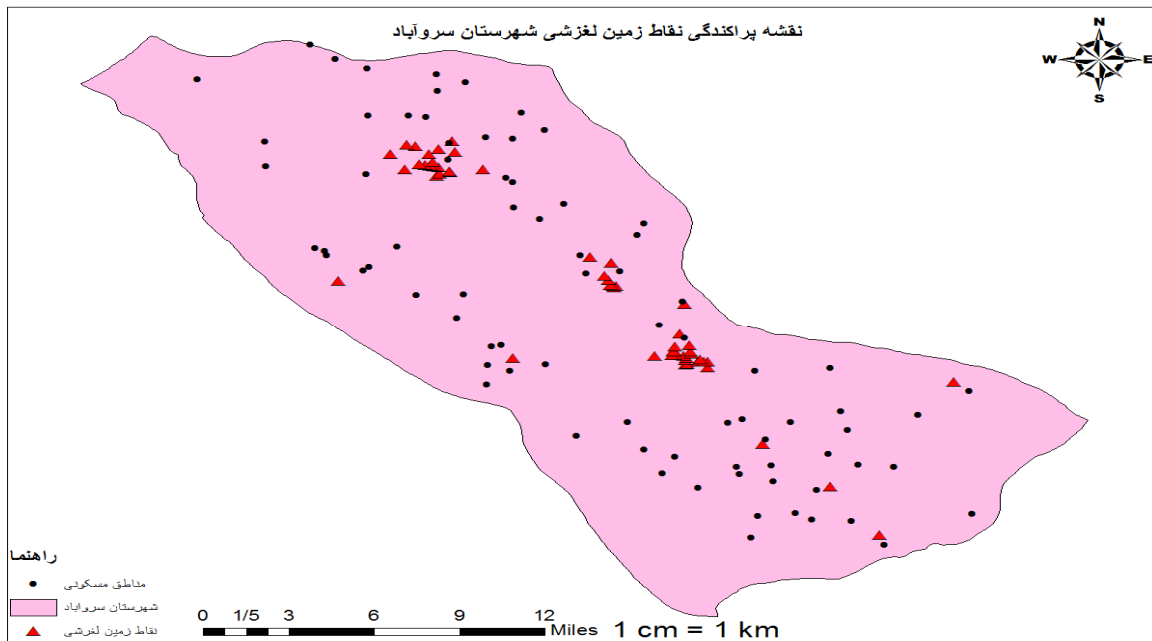 نقشه پراکندگی نقاط زمین لغزشی شهرستان سروآباد
N
W E
S
راهنما
مناطق مسکونی
شهرستان سرواباد
نقاط زمین لغزشی
0 1/5 3 6 9 12
Miles 1 cm = 1 km